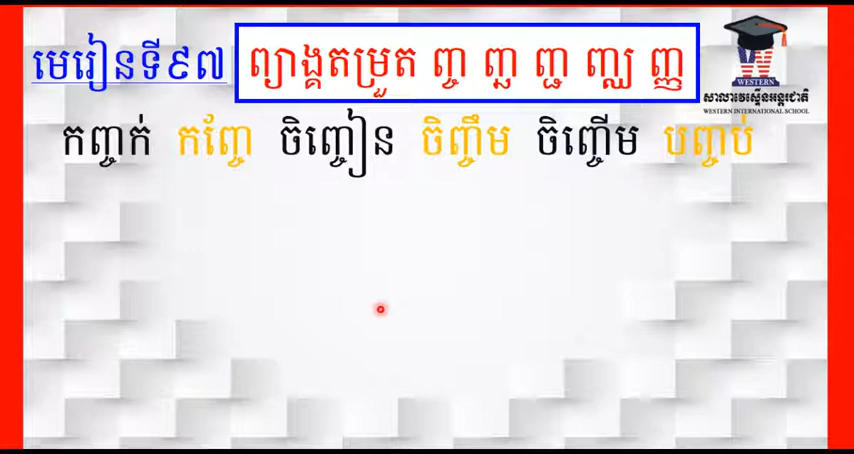 មេរៀនទី៩៧ ព្យាង្គតម្រួត ញ្ច ញ្ឆ ញ្ជ ញ្ឈ ញ្ញ
WESTERN
សាលាវេស្ទើនអន្តរជាតិ
WESTERN INTERNATIONAL SCHOOL
កញ្ចក់ កញ្ចែ ចិញ្ចៀន ចិញ្ចឹម ចិញ្ចើម បញ្ចប់